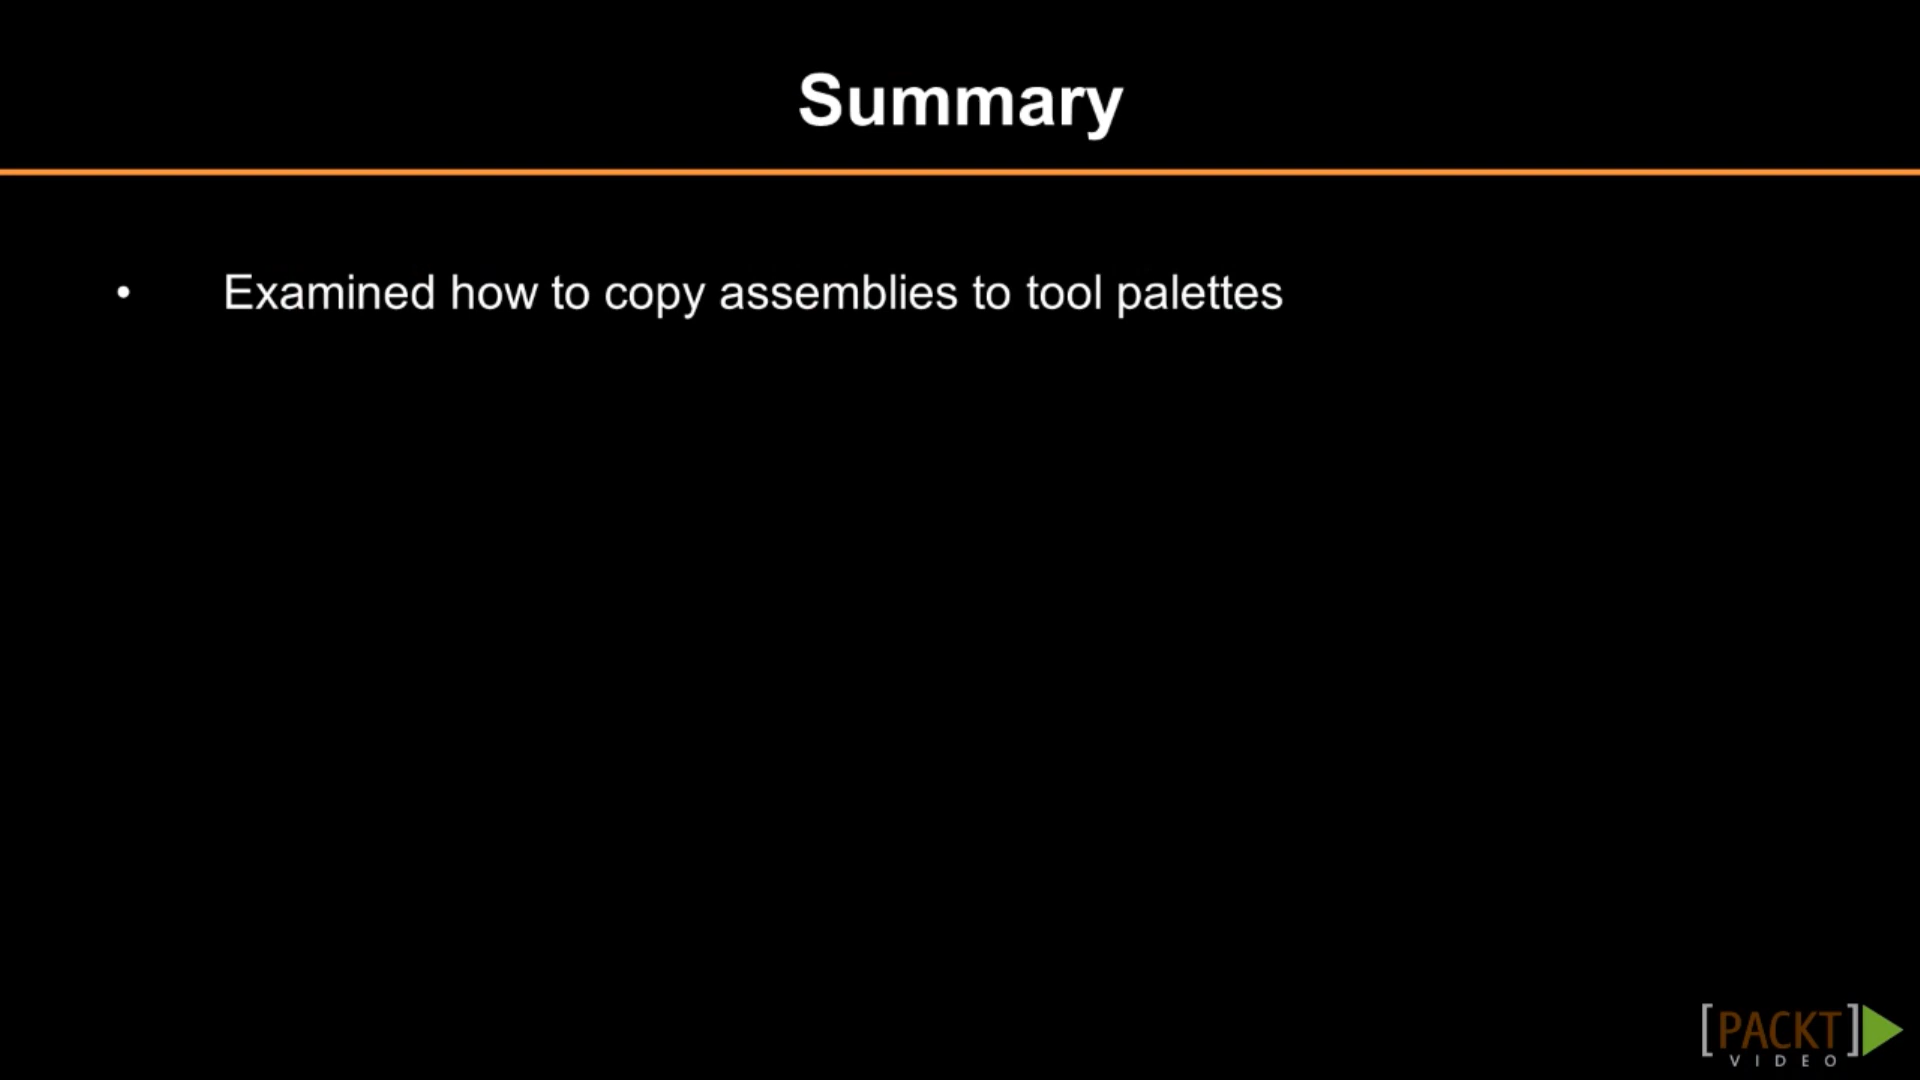 Summary
• Examined how to copy assemblies to tool palettes
[PACKT]
VIDEO